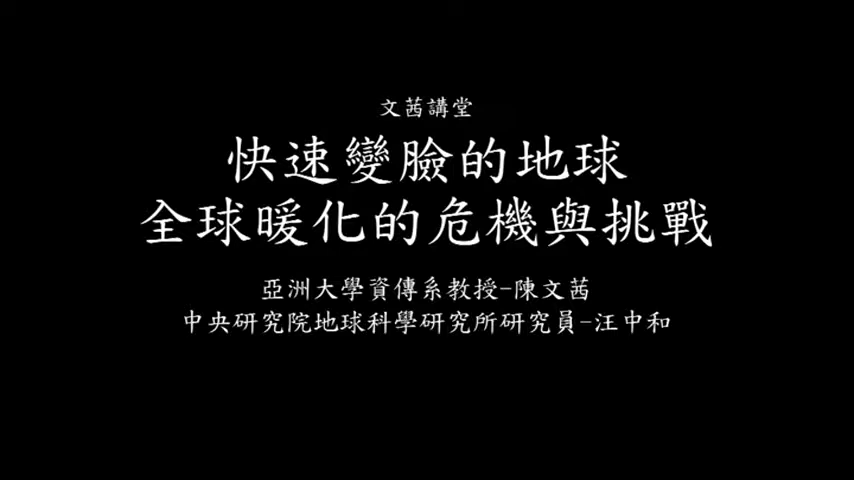 文茜講堂
快速變臉的地球
全球暖化的危機與挑戰
亞洲大學資傳系教授-陳文茜
中央研究院地球科學研究所研究員-汪中和